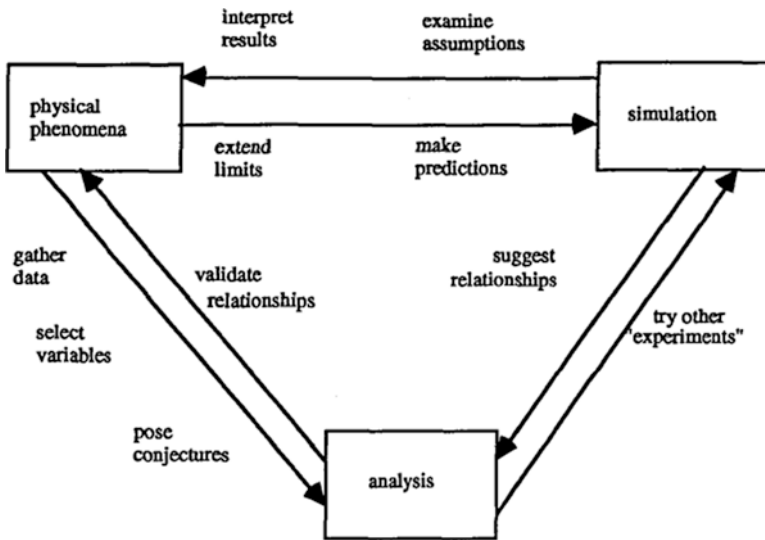 interpret
results
examine
assumptions
physical
phenomena
simulation
extend
limits
make
predictions
gather
data
validate
relationships
suggest
relationships
select
variables
try other
"experiments"
pose
conjectures
analysis